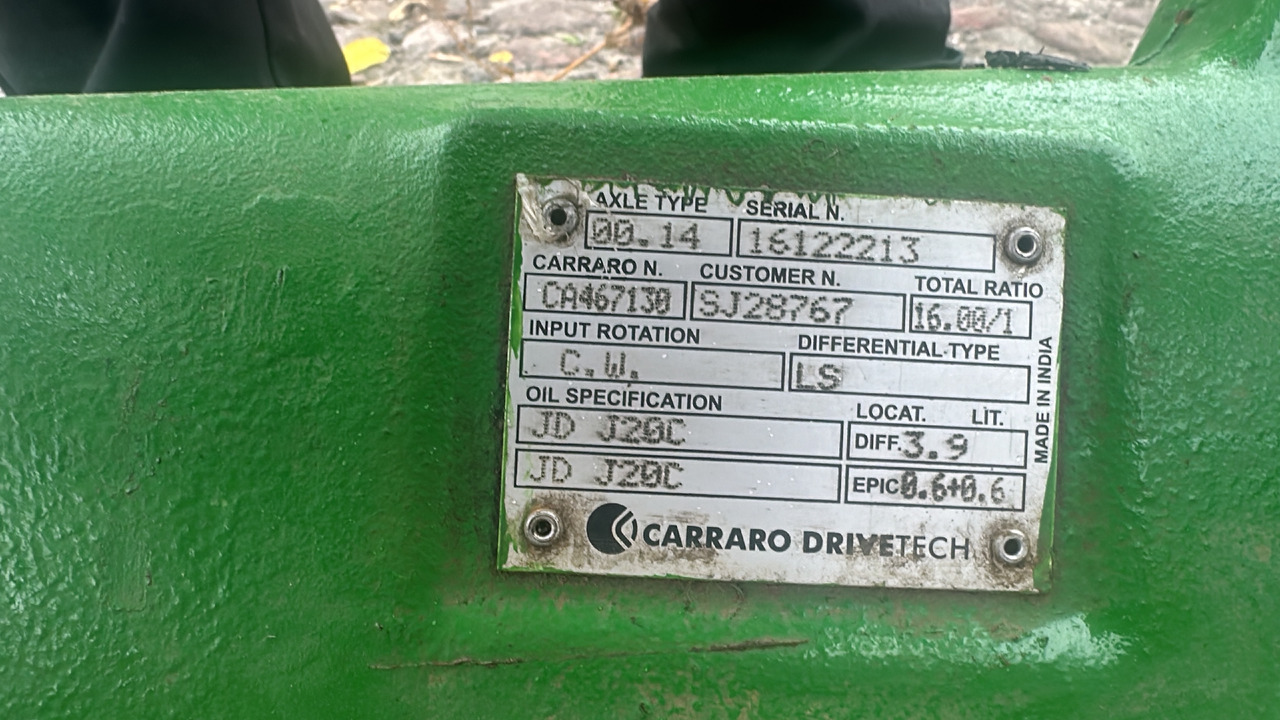 AXLE TYPE SERIAL N.
00.14 16122213
CARRARO N. CUSTOMER N. TOTAL RATIO
CA467130 SJ28767 16.00/1
INPUT ROTATION DIFFERENTIAL TYPE
C.W. LS
OIL SPECIFICATION LOCAT. LIT.
JD J20C DIFF. 3.9
JD J20C EPIC 0.6+0.6
CARRARO DRIVETECH
MADE IN INDIA